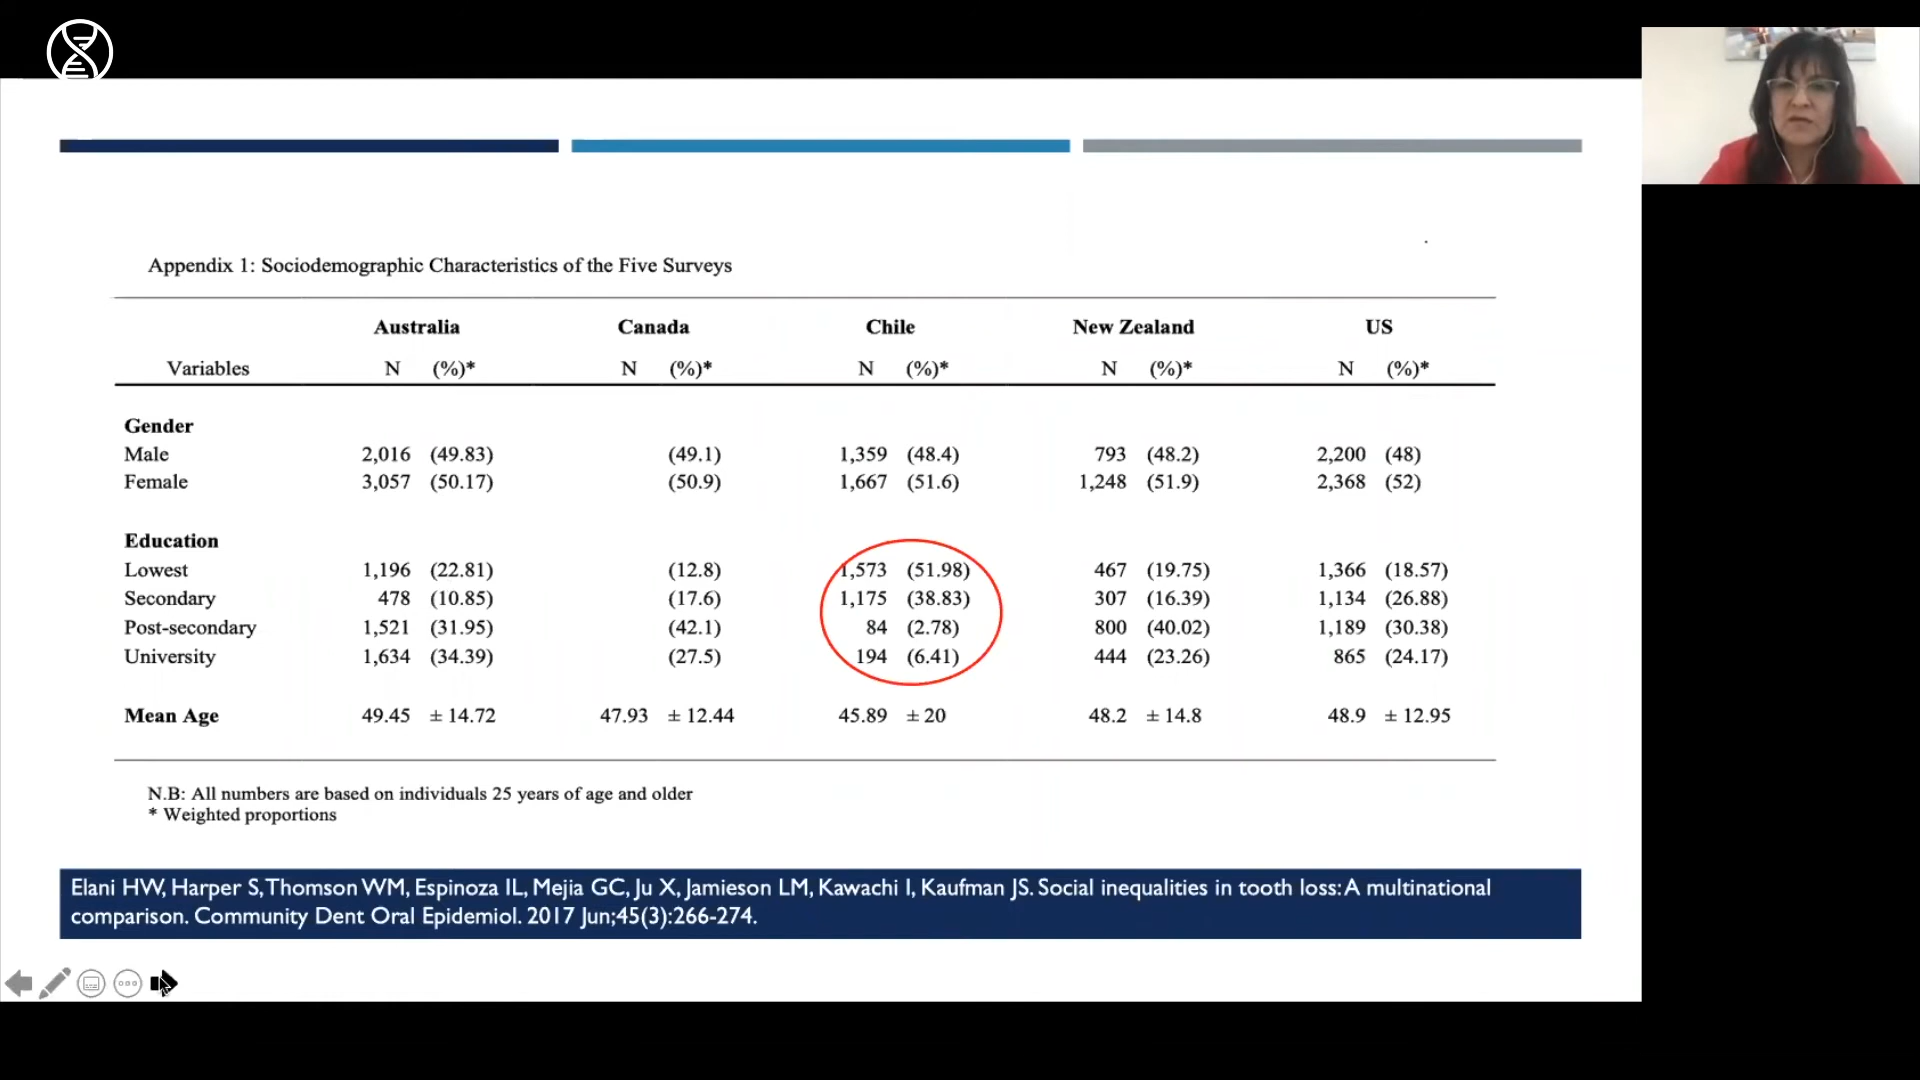 Appendix 1: Sociodemographic Characteristics of the Five Surveys
Australia Canada Chile New Zealand US
Variables N (%)* N (%)* N (%)* N (%)* N (%)*
Gender
Male 2,016 (49.83) (49.1) 1,359 (48.4) 793 (48.2) 2,200 (48)
Female 3,057 (50.17) (50.9) 1,667 (51.6) 1,248 (51.9) 2,368 (52)
Education
Lowest 1,196 (22.81) (12.8) 1,573 (51.98) 467 (19.75) 1,366 (18.57)
Secondary 478 (10.85) (17.6) 1,175 (38.83) 307 (16.39) 1,134 (26.88)
Post-secondary 1,521 (31.95) (42.1) 84 (2.78) 800 (40.02) 1,189 (30.38)
University 1,634 (34.39) (27.5) 194 (6.41) 444 (23.26) 865 (24.17)
Mean Age 49.45 ± 14.72 47.93 ± 12.44 45.89 ± 20 48.2 ± 14.8 48.9 ± 12.95
N.B: All numbers are based on individuals 25 years of age and older
* Weighted proportions
Elani HW, Harper S, Thomson WM, Espinoza IL, Mejia GC, Ju X, Jamieson LM, Kawachi I, Kaufman JS. Social inequalities in tooth loss: A multinational
comparison. Community Dent Oral Epidemiol. 2017 Jun;45(3):266-274.